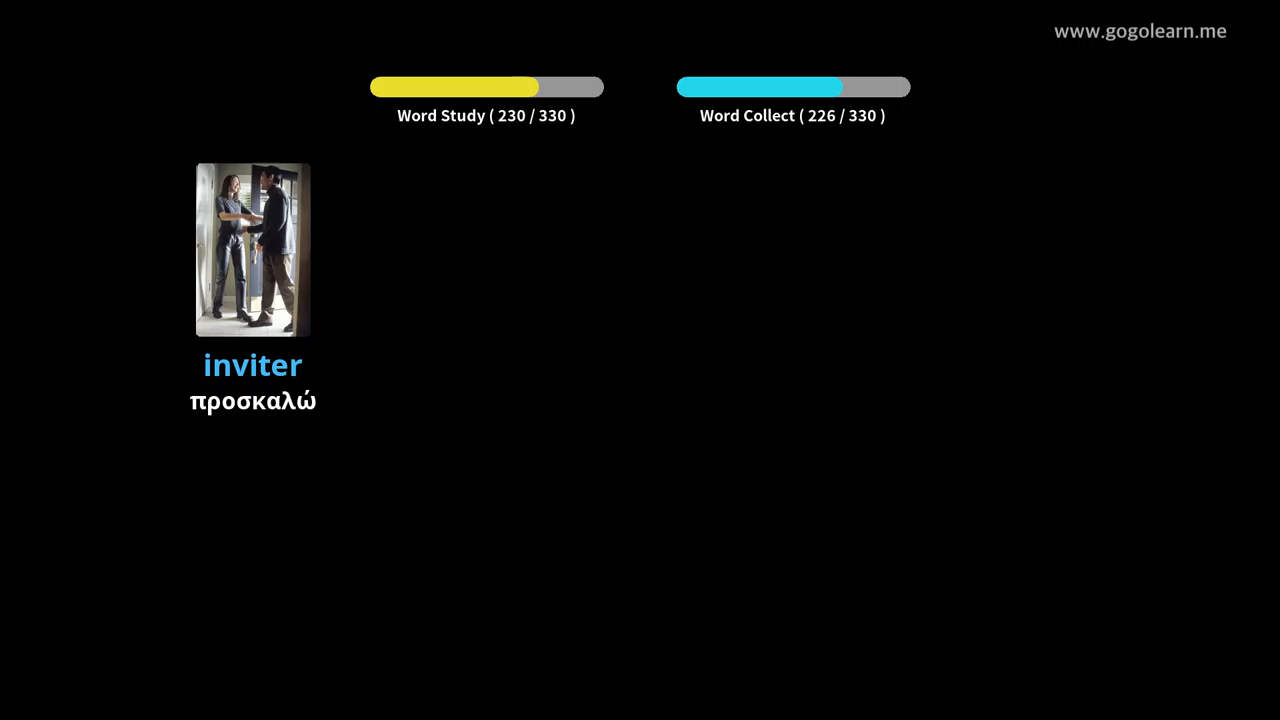 www.gogolearn.me
Word Study ( 230 / 330 )
Word Collect ( 226 / 330 )
inviter
προσκαλώ